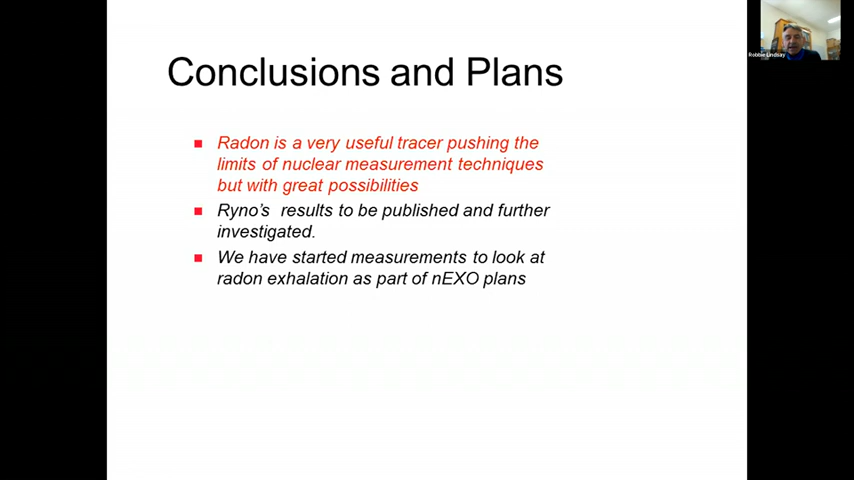 Conclusions and Plans
Radon is a very useful tracer pushing the
limits of nuclear measurement techniques
but with great possibilities
Ryno's results to be published and further
investigated.
We have started measurements to look at
radon exhalation as part of nEXO plans
Robbie Lindsay